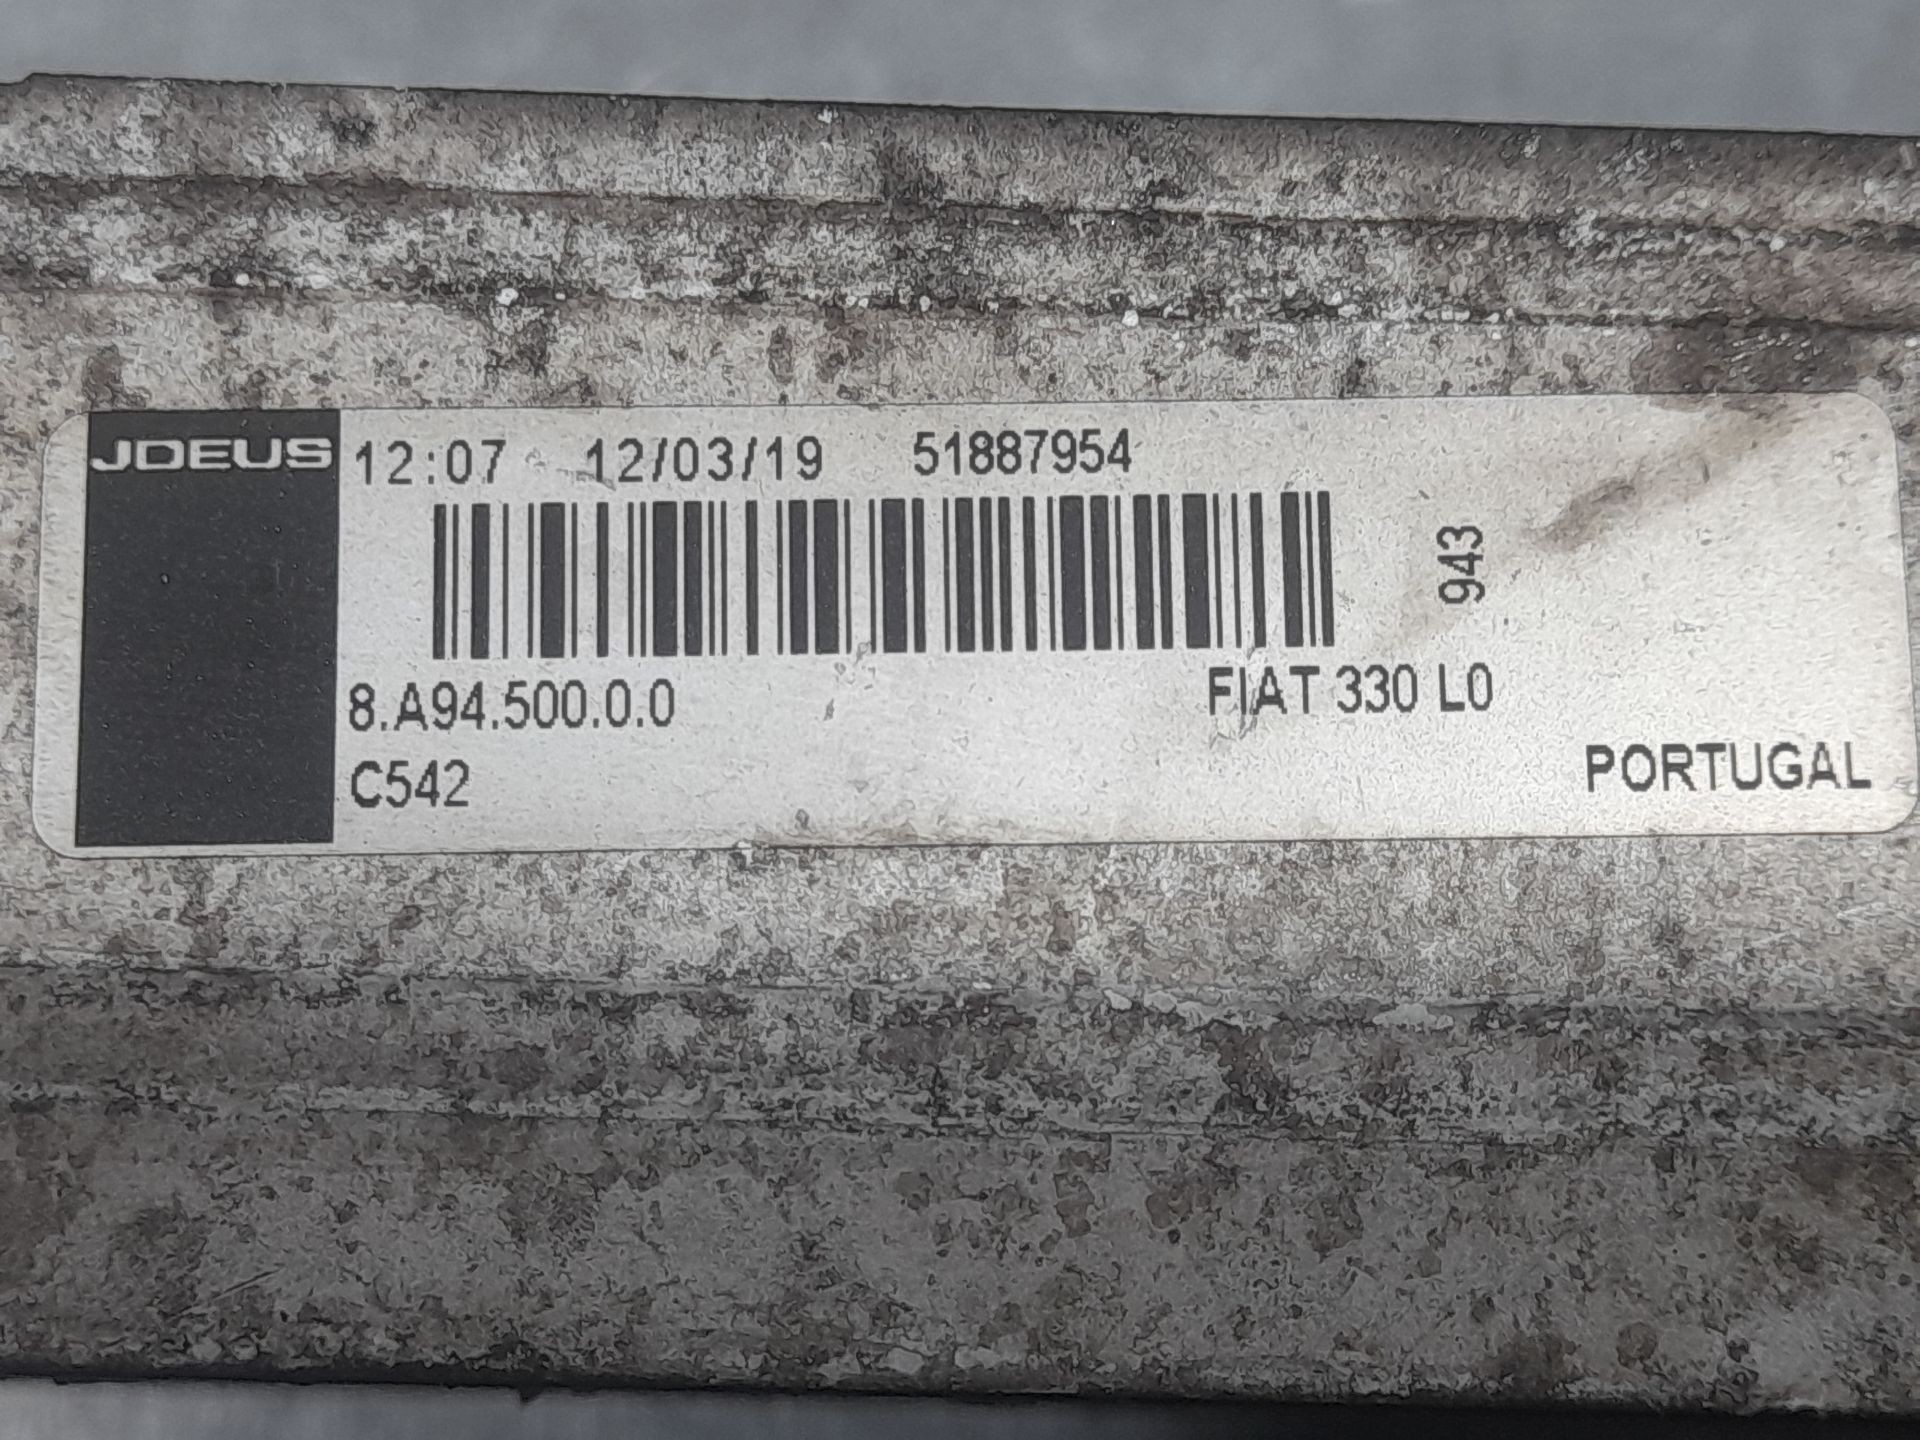 JDEUS 12:07 12/03/19 51887954
943
8.A94.500.0.0 FIAT 330 L0
C542 PORTUGAL